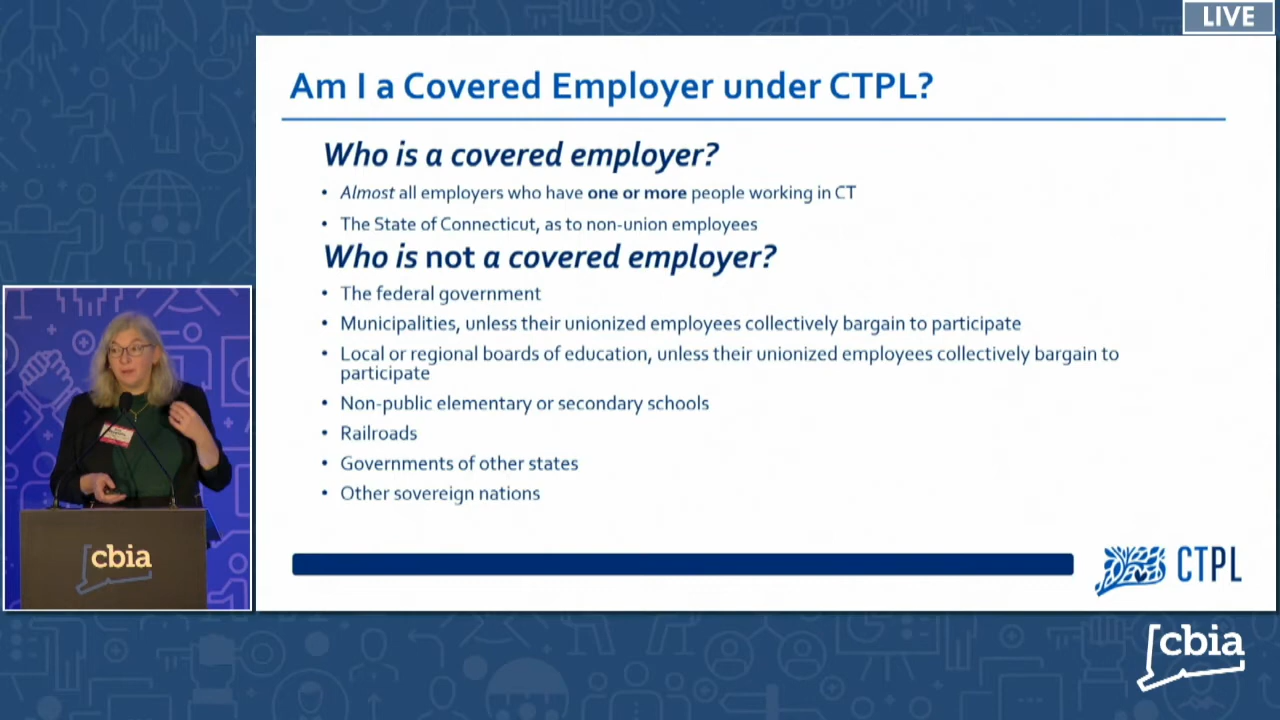 LIVE
Am I a Covered Employer under CTPL?
Who is a covered employer?
• Almost all employers who have one or more people working in CT
• The State of Connecticut, as to non-union employees
Who is not a covered employer?
• The federal government
• Municipalities, unless their unionized employees collectively bargain to participate
• Local or regional boards of education, unless their unionized employees collectively bargain to
participate
• Non-public elementary or secondary schools
• Railroads
• Governments of other states
• Other sovereign nations
cbia
CTPL
cbia